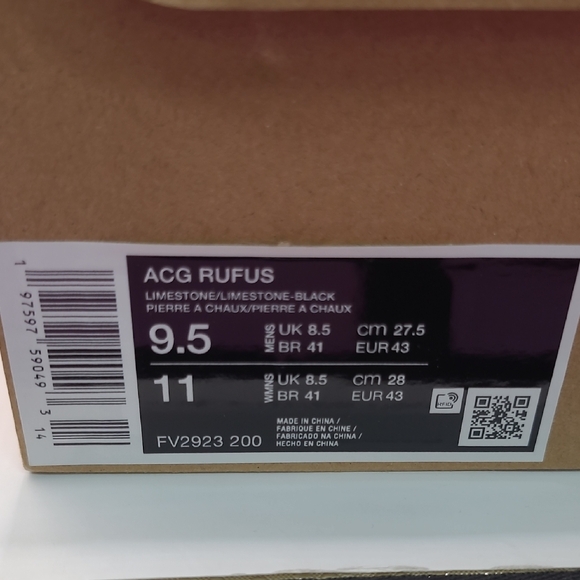 ACG RUFUS
LIMESTONE/LIMESTONE-BLACK
PIERRE À CHAUX/PIERRE À CHAUX
9.5 MENS UK 8.5 cm 27.5
BR 41 EUR 43
11 WMNS UK 8.5 cm 28
BR 41 EUR 43
MADE IN CHINA /
FABRIQUE EN CHINE /
FABRICADO NA CHINA /
HECHO EN CHINA
FV2923 200
RFID
1 97597 59049 3 14